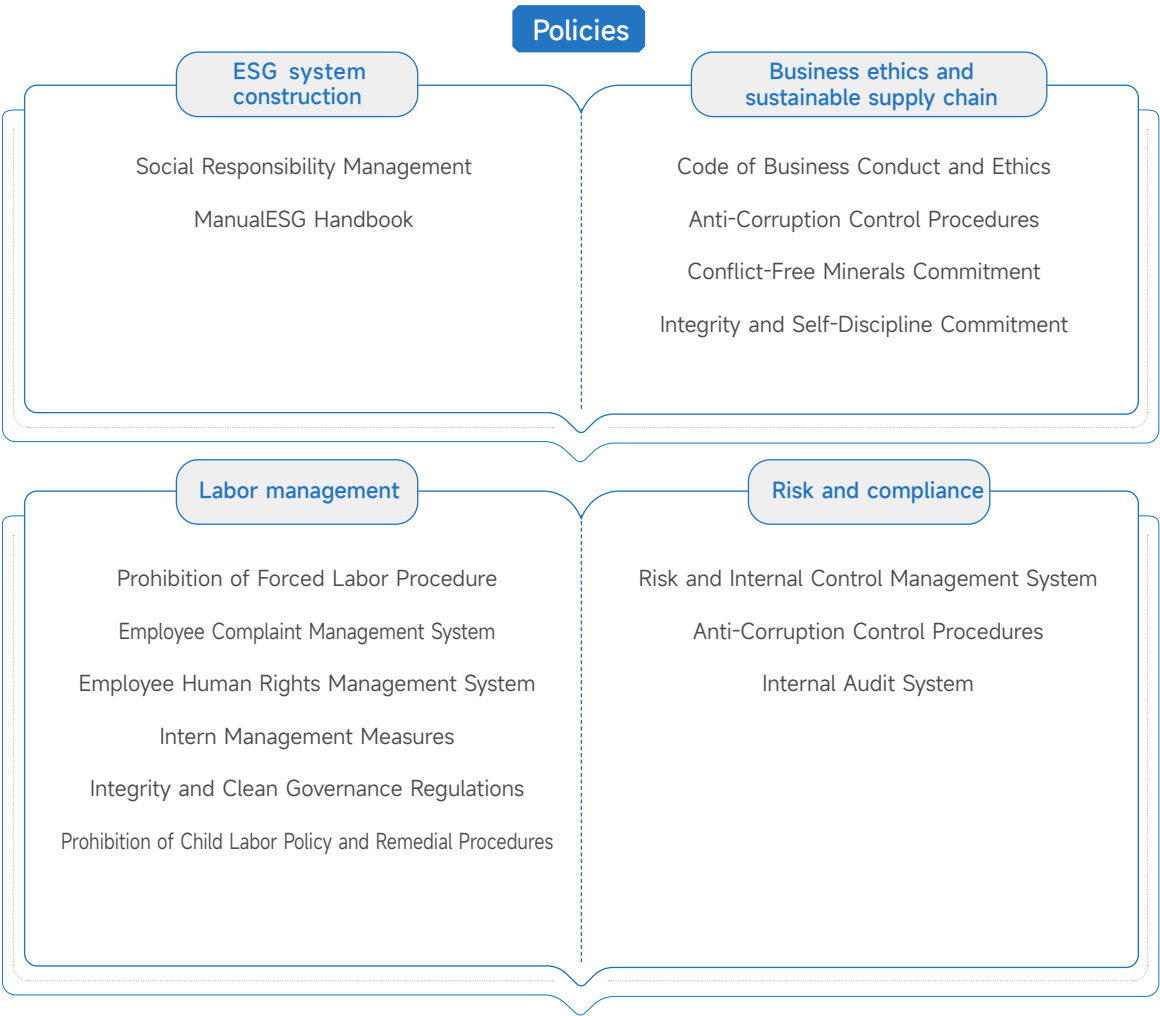 Policies
ESG system
construction
Social Responsibility Management
ManualESG Handbook
Business ethics and
sustainable supply chain
Code of Business Conduct and Ethics
Anti-Corruption Control Procedures
Conflict-Free Minerals Commitment
Integrity and Self-Discipline Commitment
Labor management
Prohibition of Forced Labor Procedure
Employee Complaint Management System
Employee Human Rights Management System
Intern Management Measures
Integrity and Clean Governance Regulations
Prohibition of Child Labor Policy and Remedial Procedures
Risk and compliance
Risk and Internal Control Management System
Anti-Corruption Control Procedures
Internal Audit System